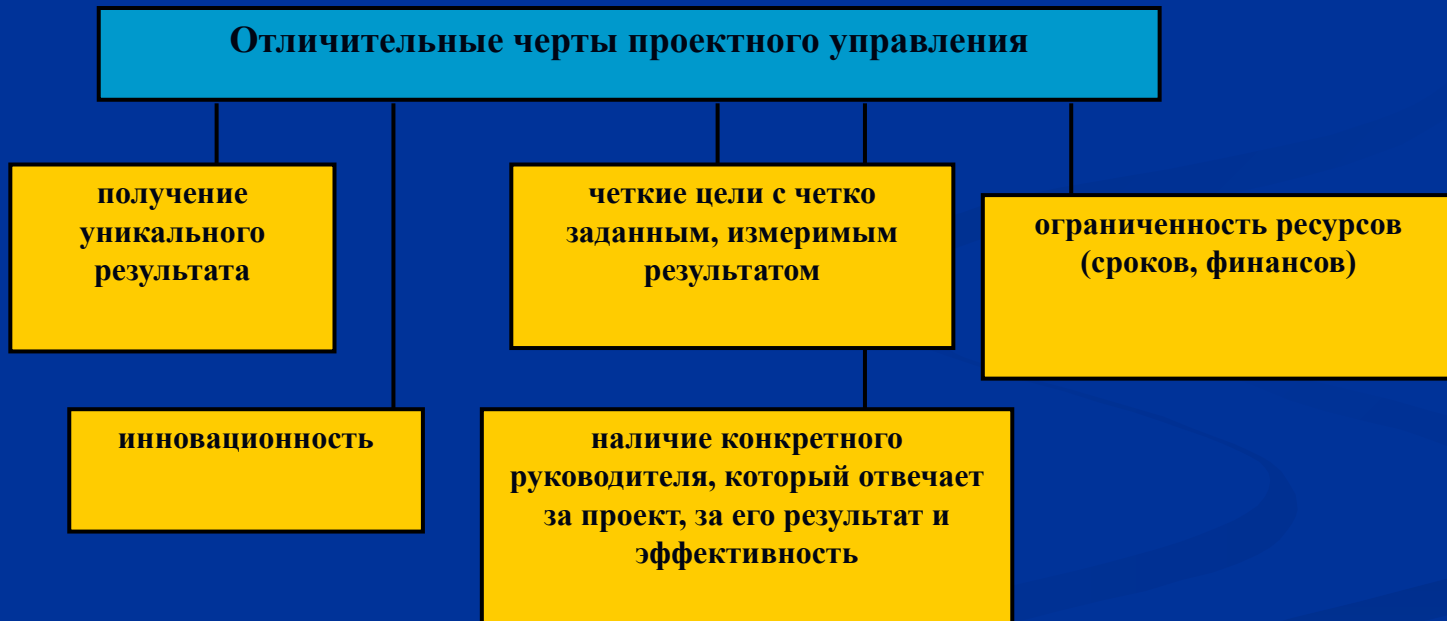 Отличительные черты проектного управления
получение
уникального
результата
четкие цели с четко
заданным, измеримым
результатом
ограниченность ресурсов
(сроков, финансов)
инновационность
наличие конкретного
руководителя, который отвечает
за проект, за его результат и
эффективность